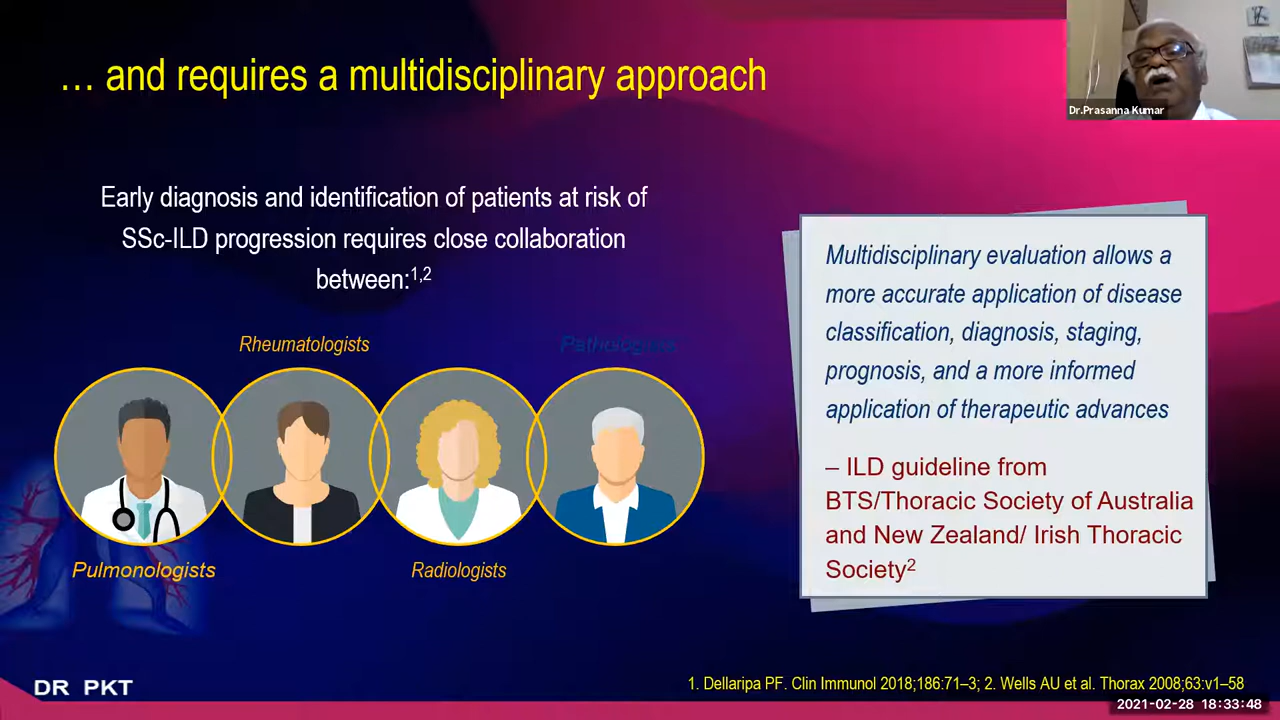 … and requires a multidisciplinary approach
Dr.Prasanna Kumar
Early diagnosis and identification of patients at risk of
SSc-ILD progression requires close collaboration
between:1,2
Rheumatologists
Pathologists
Pulmonologists
Radiologists
Multidisciplinary evaluation allows a
more accurate application of disease
classification, diagnosis, staging,
prognosis, and a more informed
application of therapeutic advances
– ILD guideline from
BTS/Thoracic Society of Australia
and New Zealand/ Irish Thoracic
Society2
DR PKT
1. Dellaripa PF. Clin Immunol 2018;186:71–3; 2. Wells AU et al. Thorax 2008;63:v1–58
2021-02-28 18:33:48